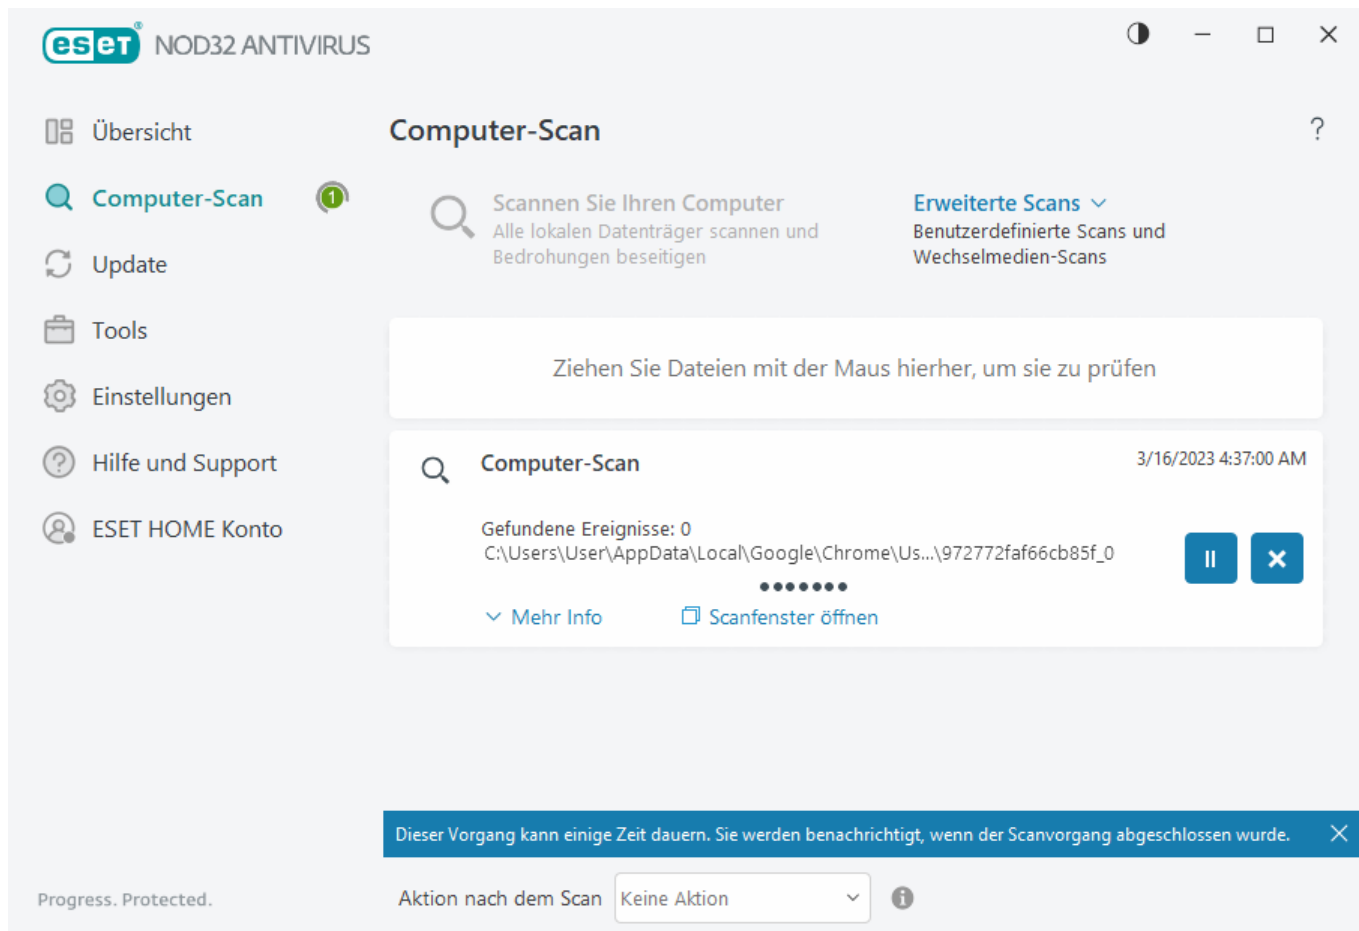 eset® NOD32 ANTIVIRUS
Übersicht
Computer-Scan 1
Update
Tools
Einstellungen
Hilfe und Support
ESET HOME Konto
Progress. Protected.
Computer-Scan ?
Scannen Sie Ihren Computer
Alle lokalen Datenträger scannen und
Bedrohungen beseitigen
Erweiterte Scans
Benutzerdefinierte Scans und
Wechselmedien-Scans
Ziehen Sie Dateien mit der Maus hierher, um sie zu prüfen
Computer-Scan 3/16/2023 4:37:00 AM
Gefundene Ereignisse: 0
C:\Users\User\AppData\Local\Google\Chrome\Us...\972772faf66cb85f_0
Mehr Info Scanfenster öffnen
Dieser Vorgang kann einige Zeit dauern. Sie werden benachrichtigt, wenn der Scanvorgang abgeschlossen wurde.
Aktion nach dem Scan Keine Aktion